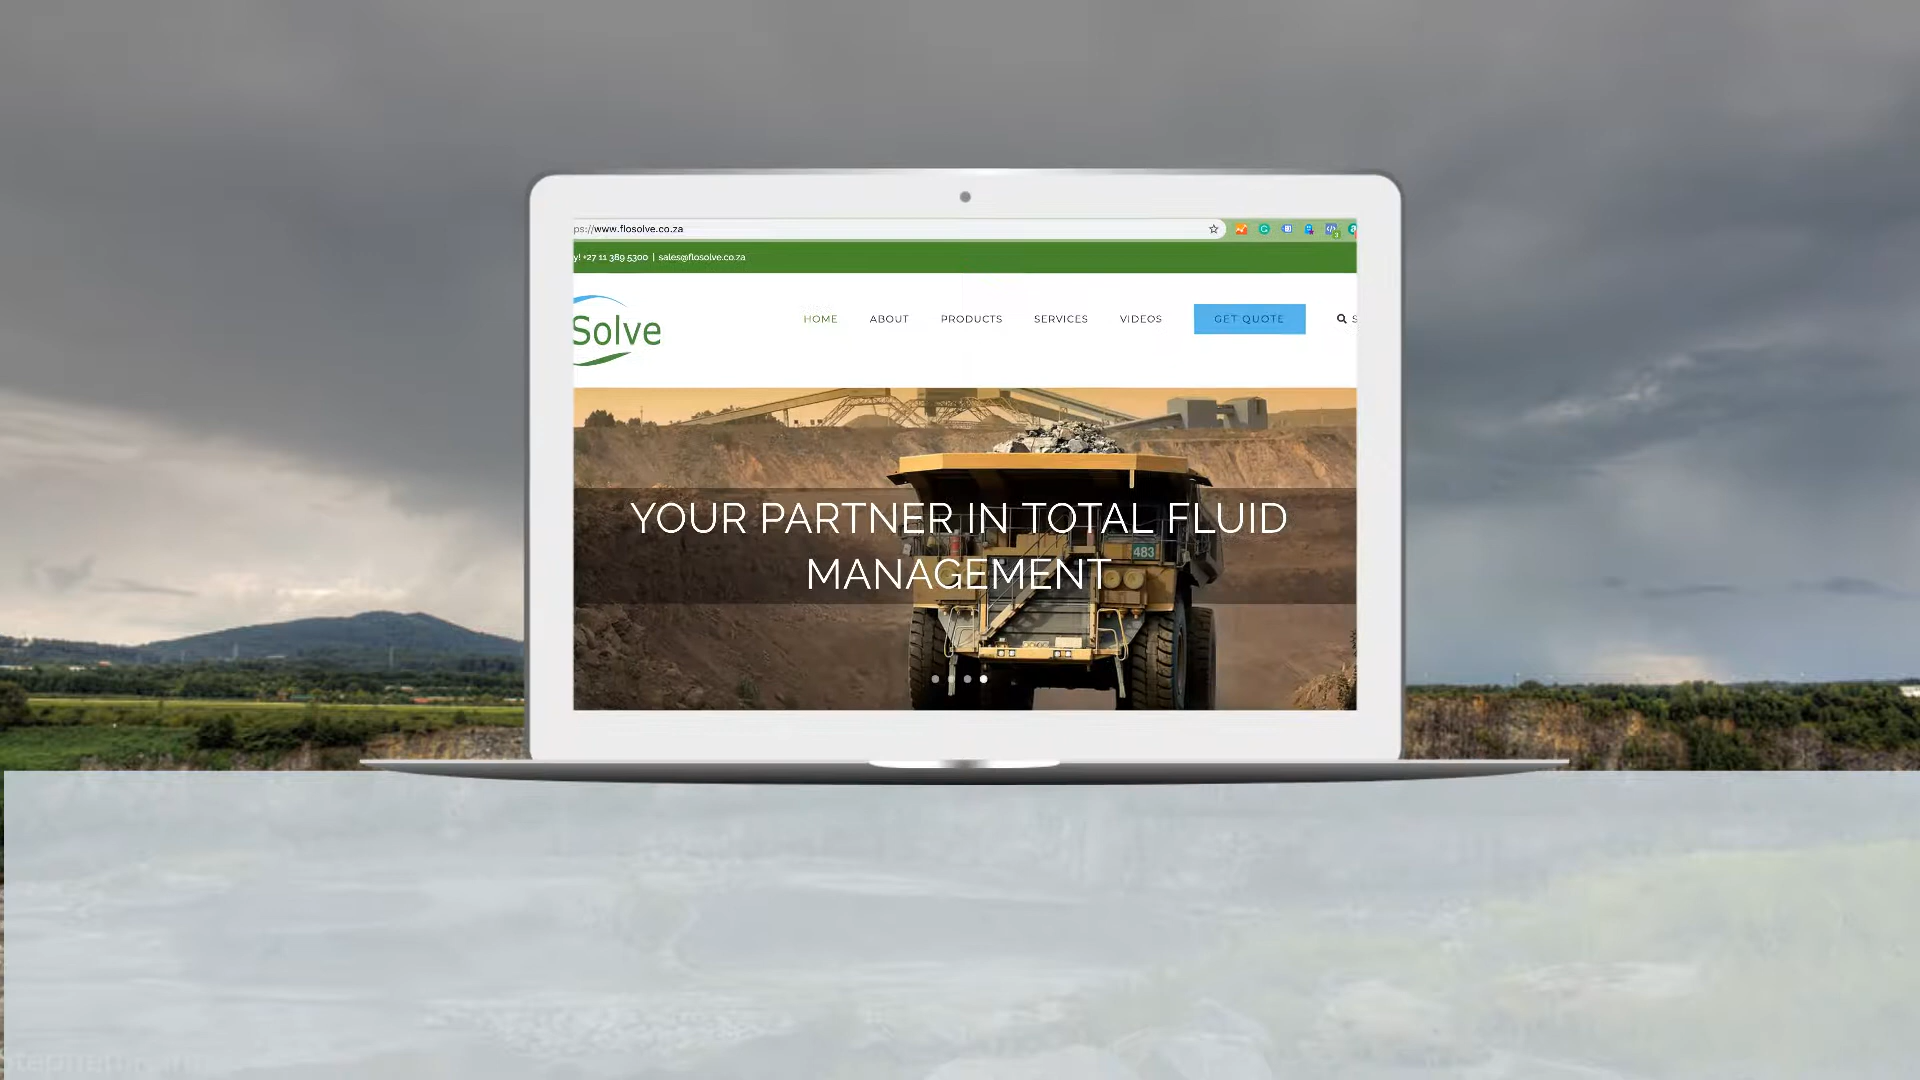 ps://www.flosolve.co.za
y! +27 11 389 5300 | sales@flosolve.co.za
Solve
HOME ABOUT PRODUCTS SERVICES VIDEOS GET QUOTE S
YOUR PARTNER IN TOTAL FLUID
MANAGEMENT
483